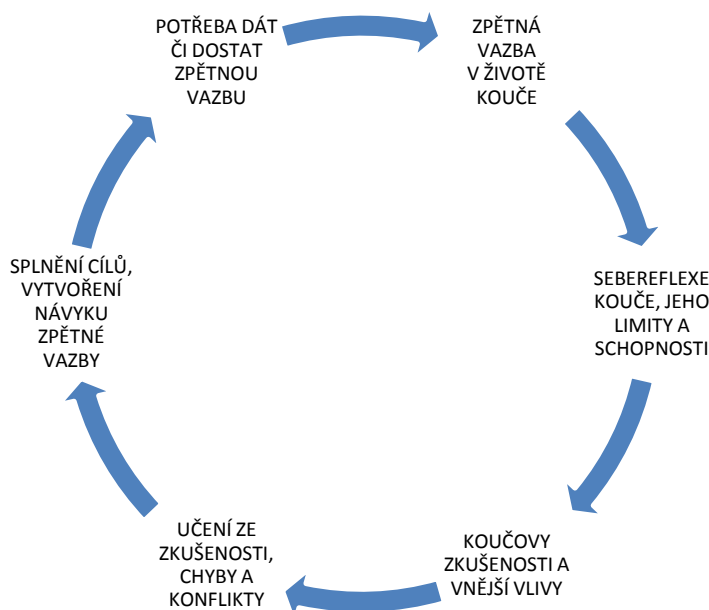 POTŘEBA DÁT
ČI DOSTAT
ZPĚTNOU
VAZBU
ZPĚTNÁ
VAZBA
V ŽIVOTĚ
KOUČE
SEBEREFLEXE
KOUČE, JEHO
LIMITY A
SCHOPNOSTI
KOUČOVY
ZKUŠENOSTI A
VNĚJŠÍ VLIVY
UČENÍ ZE
ZKUŠENOSTI,
CHYBY A
KONFLIKTY
SPLNĚNÍ CÍLŮ,
VYTVOŘENÍ
NÁVYKU
ZPĚTNÉ
VAZBY